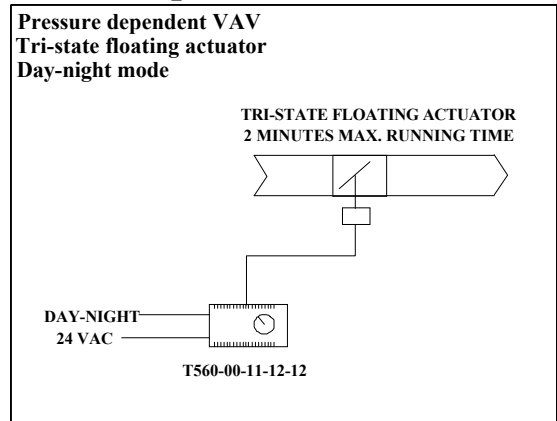 Pressure dependent VAV
Tri-state floating actuator
Day-night mode
TRI-STATE FLOATING ACTUATOR
2 MINUTES MAX. RUNNING TIME
DAY-NIGHT
24 VAC
T560-00-11-12-12